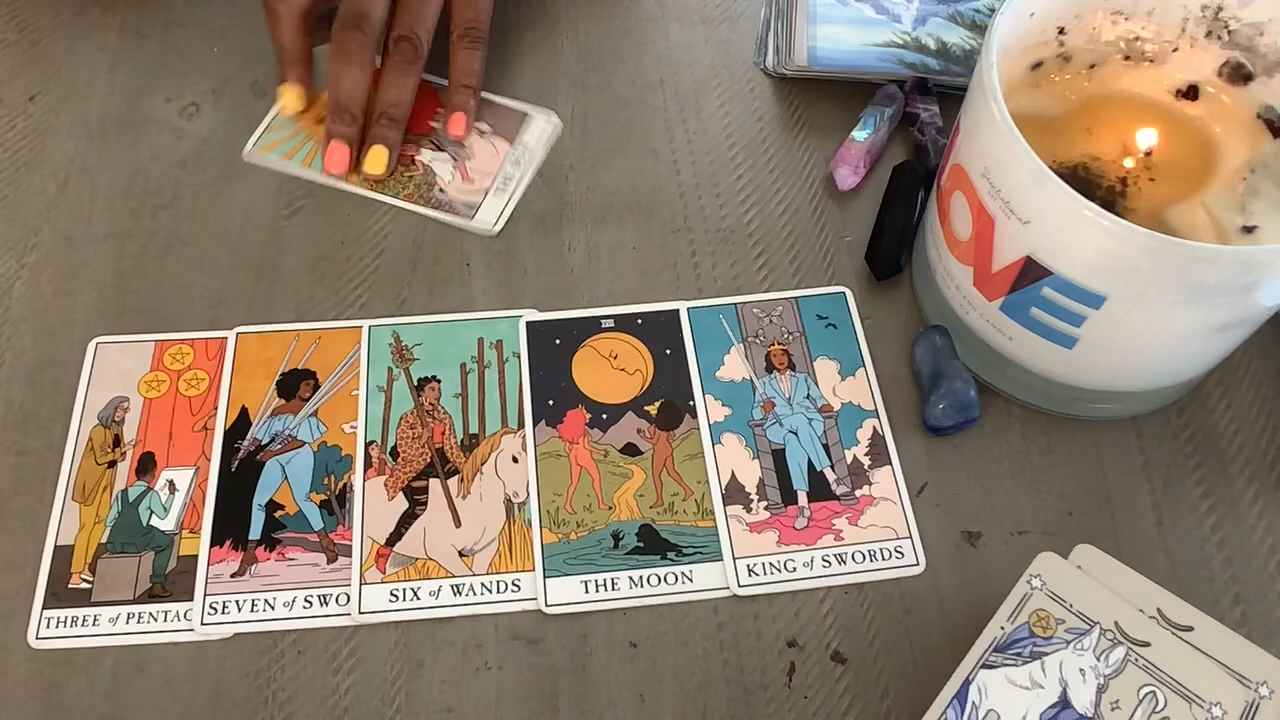 LOVE
THREE of PENTAC
SEVEN of SWO
SIX of WANDS
XVIII
THE MOON
KING of SWORDS